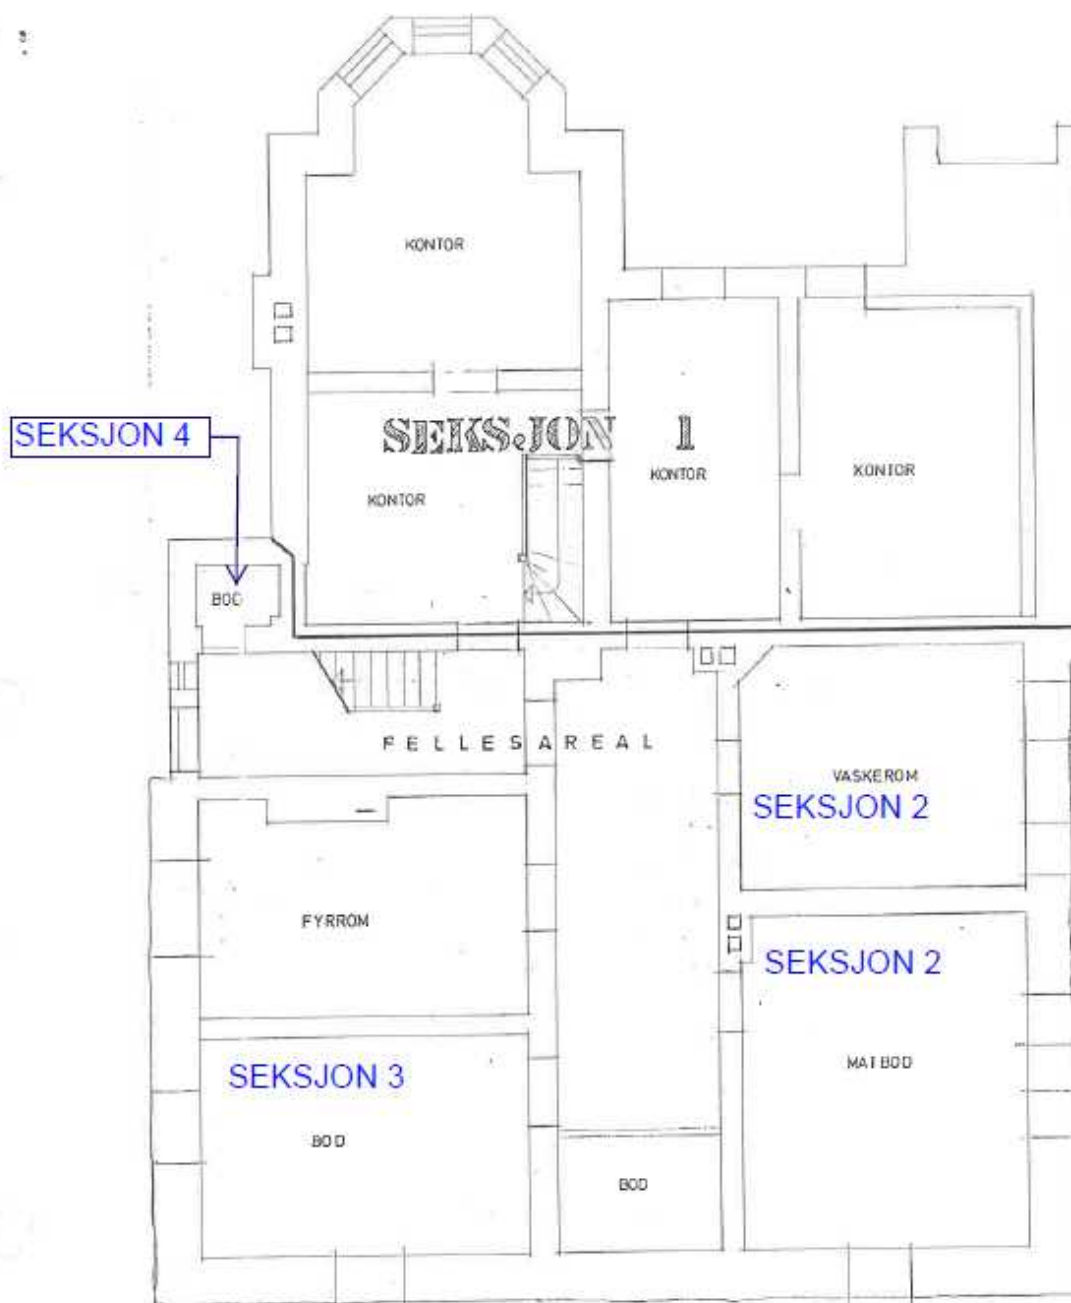 KONTOR
SEKSJON 1
SEKSJON 4
KONTOR
KONTOR
KONTOR
BOD
FELLESAREAL
VASKEROM
SEKSJON 2
FYRROM
SEKSJON 2
MATBOD
SEKSJON 3
BOD
BOD